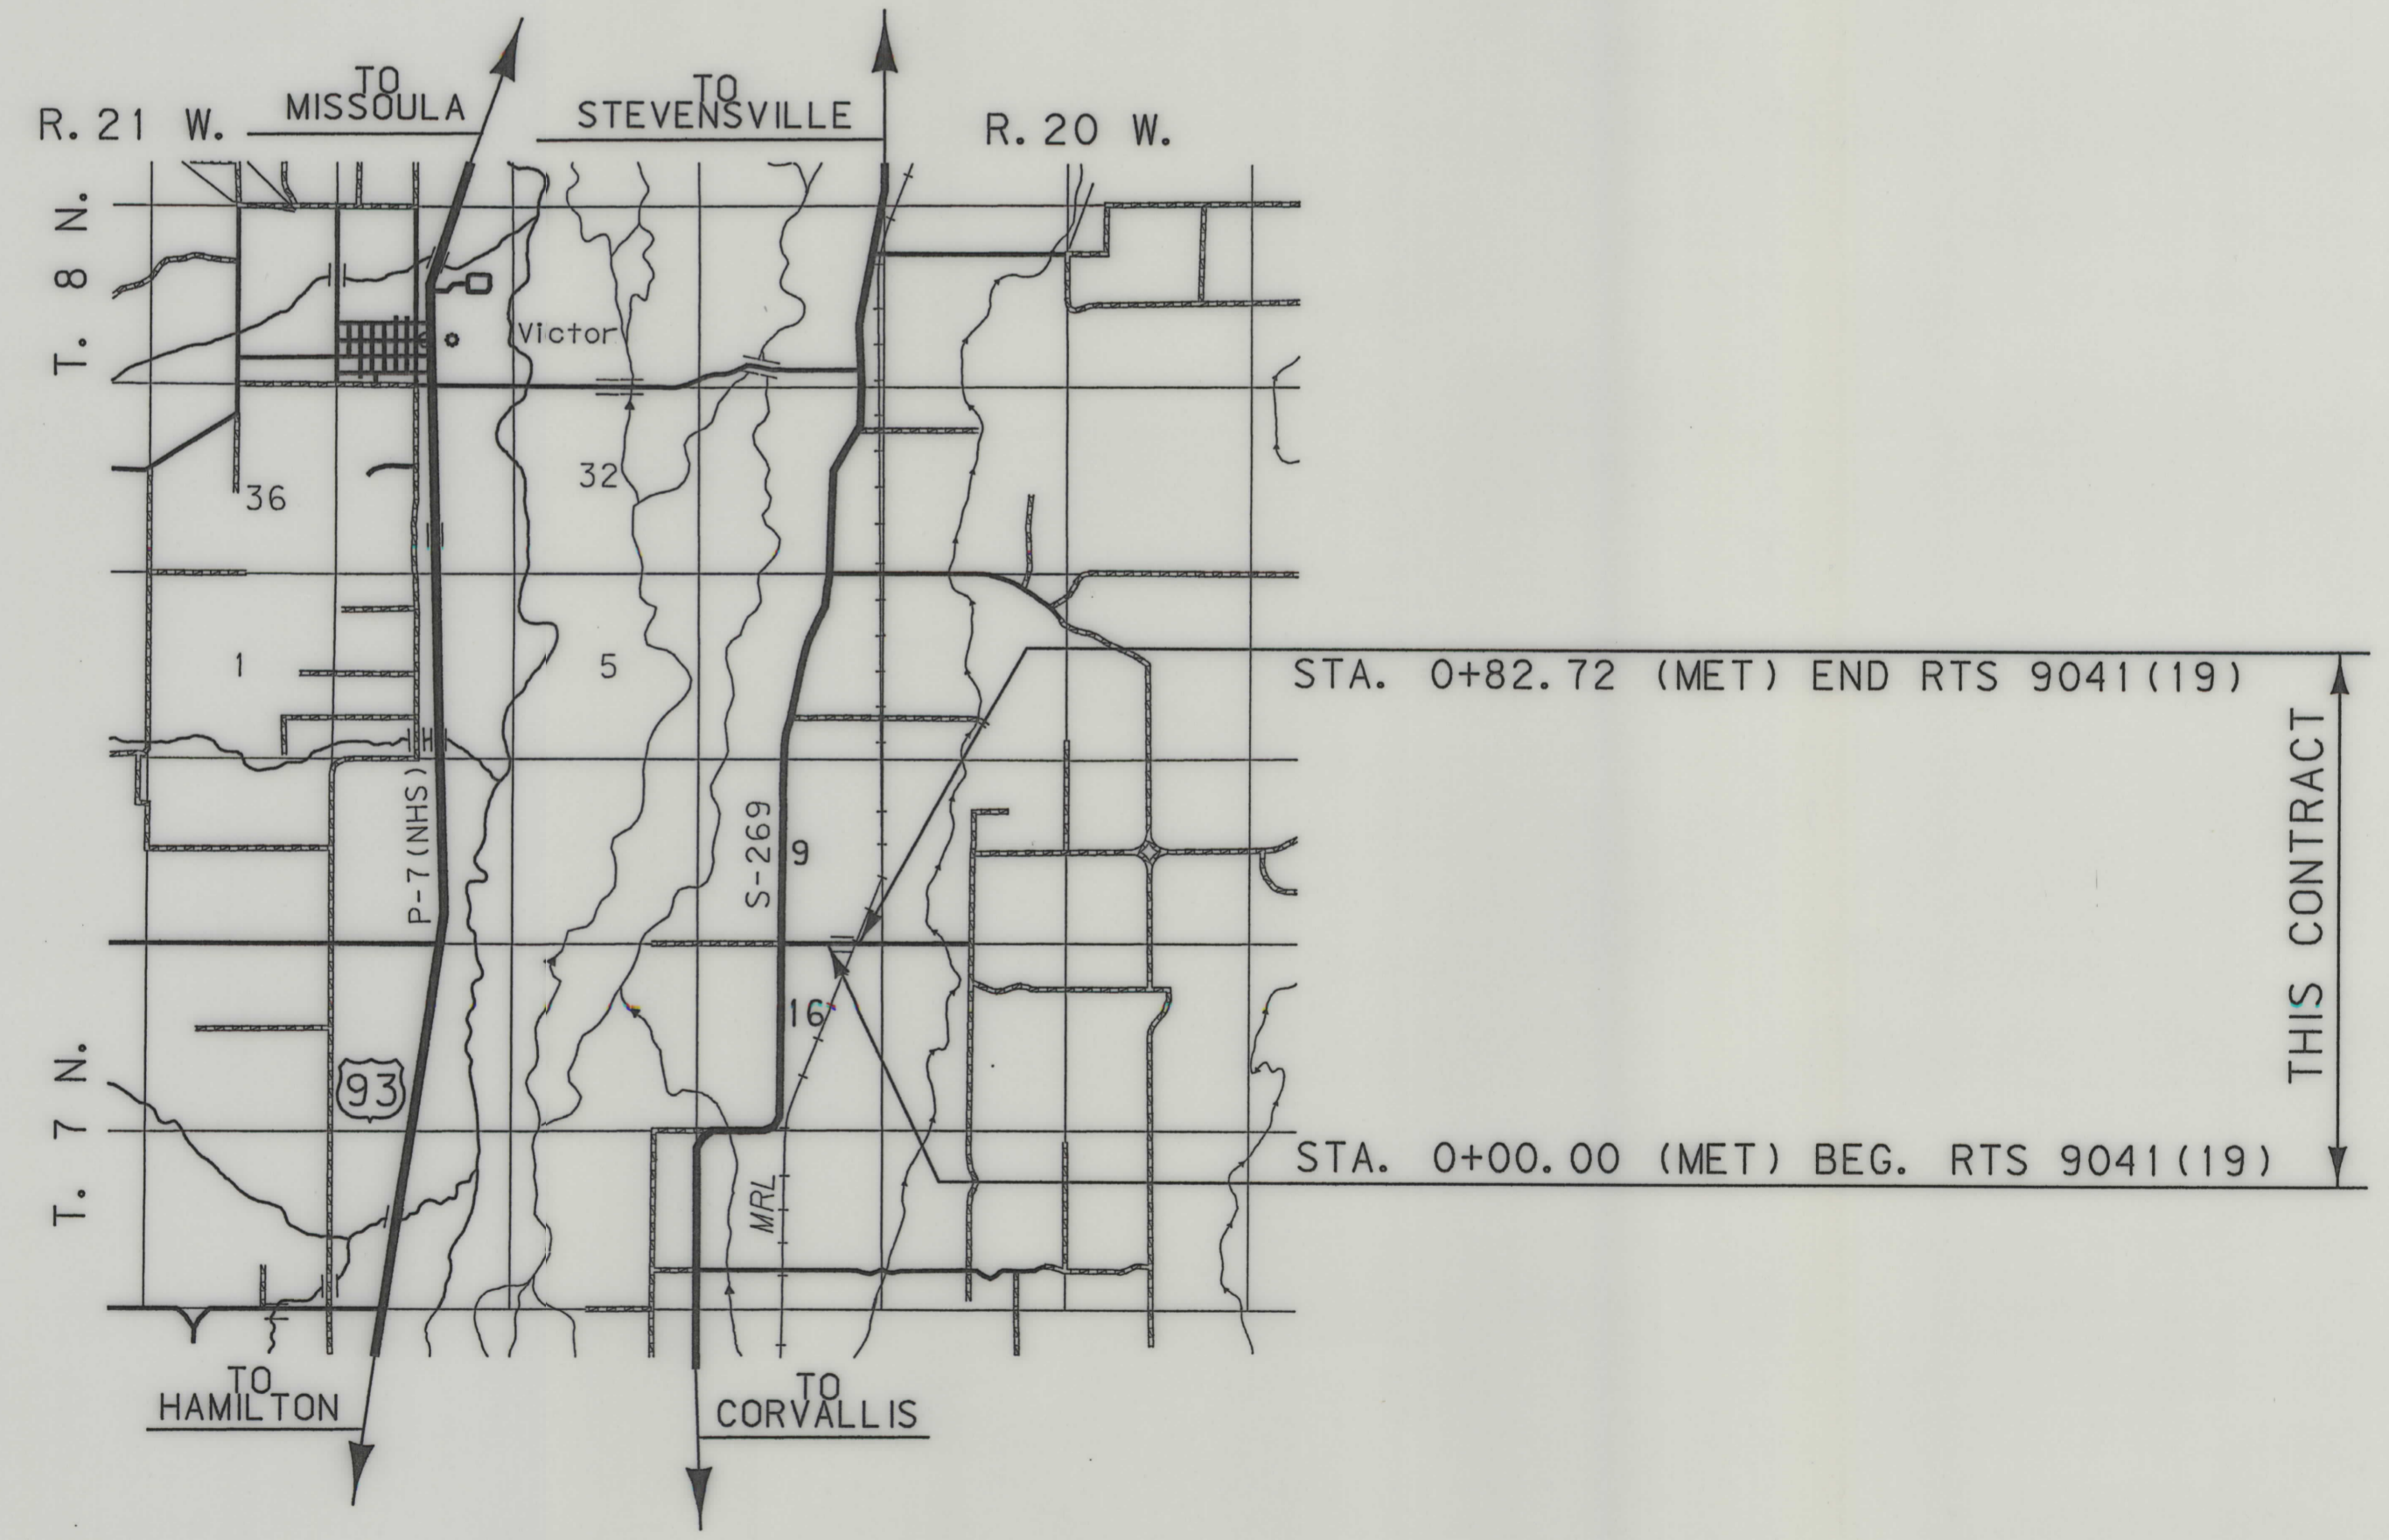 TO
MISSOULA
TO
STEVENSVILLE
R. 21 W.
R. 20 W.
T. 8 N.
Victor
32
36
1
5
STA. 0+82.72 (MET) END RTS 9041(19)
P-7 (NHS)
S-269
9
THIS CONTRACT
16
93
T. 7 N.
STA. 0+00.00 (MET) BEG. RTS 9041(19)
MRL
TO
HAMILTON
TO
CORVALLIS